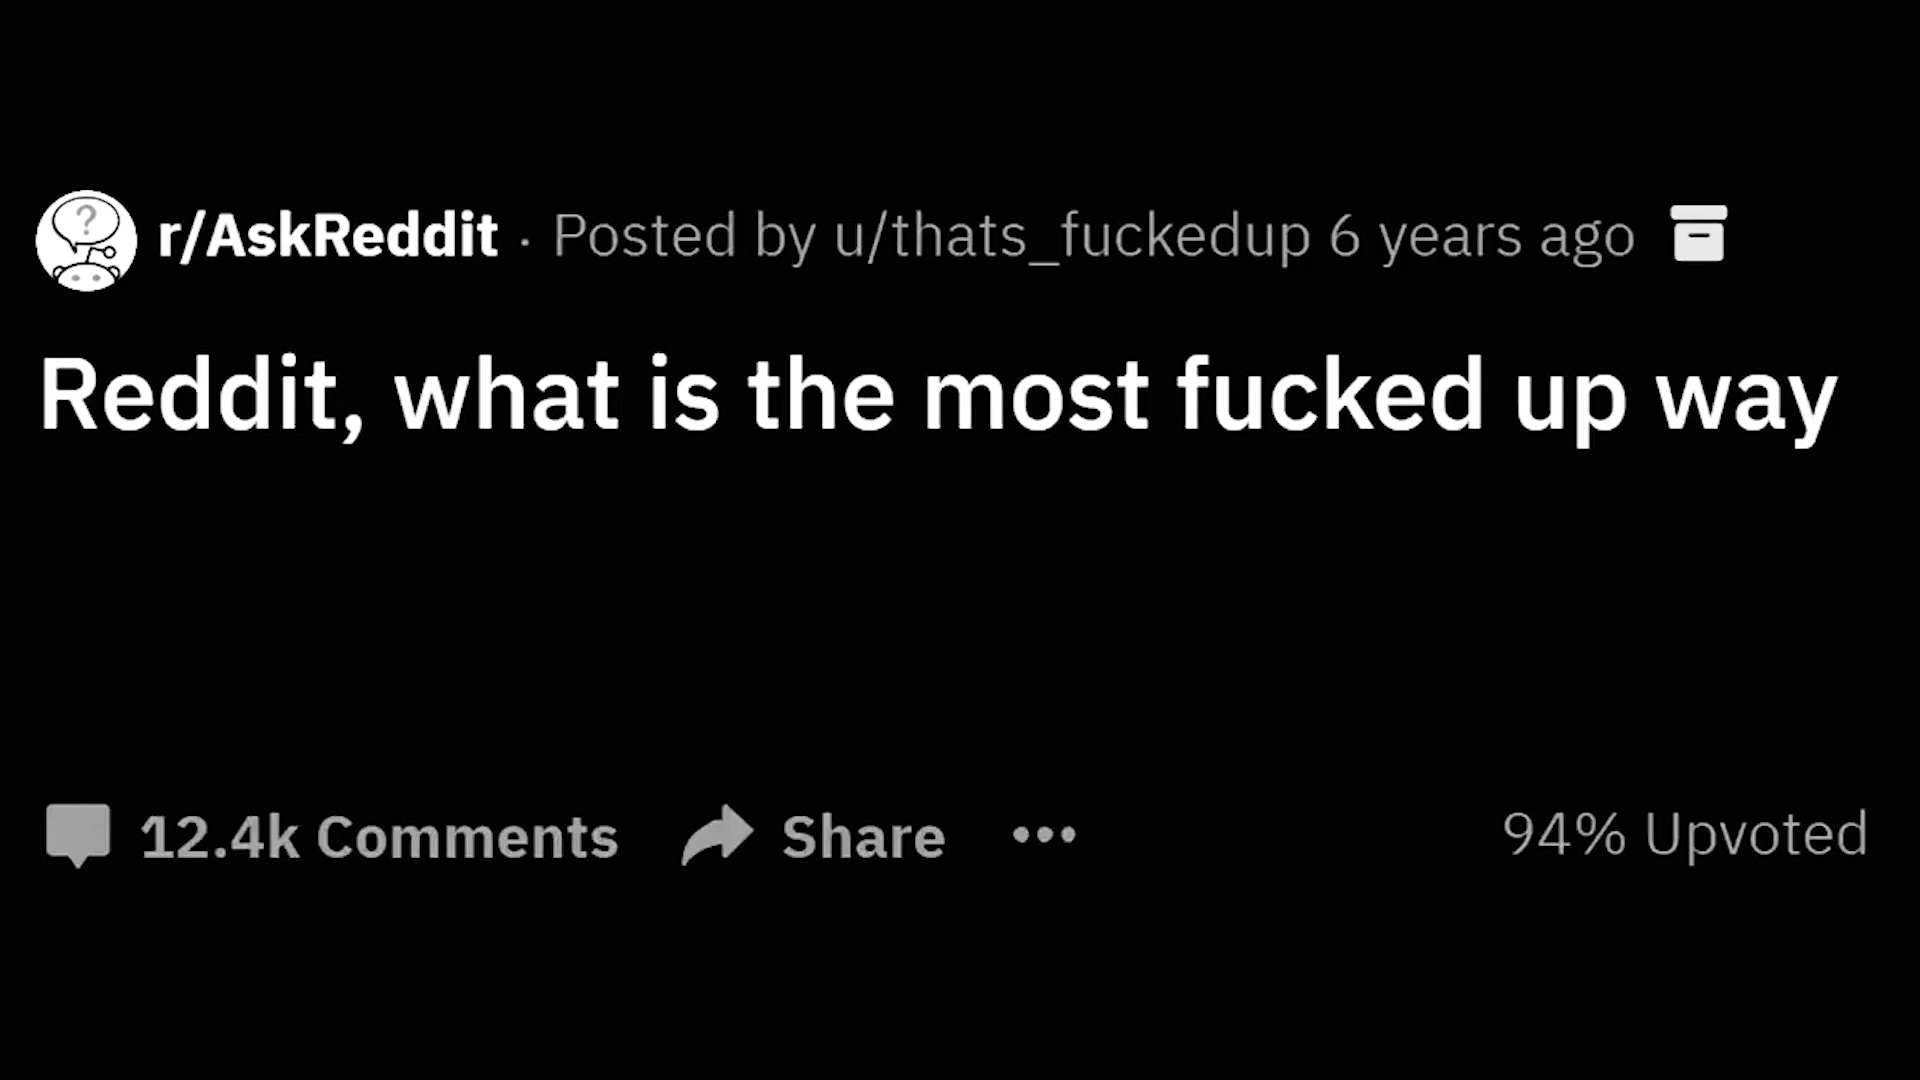 r/AskReddit · Posted by u/thats_fuckedup 6 years ago
Reddit, what is the most fucked up way
12.4k Comments Share ••• 94% Upvoted